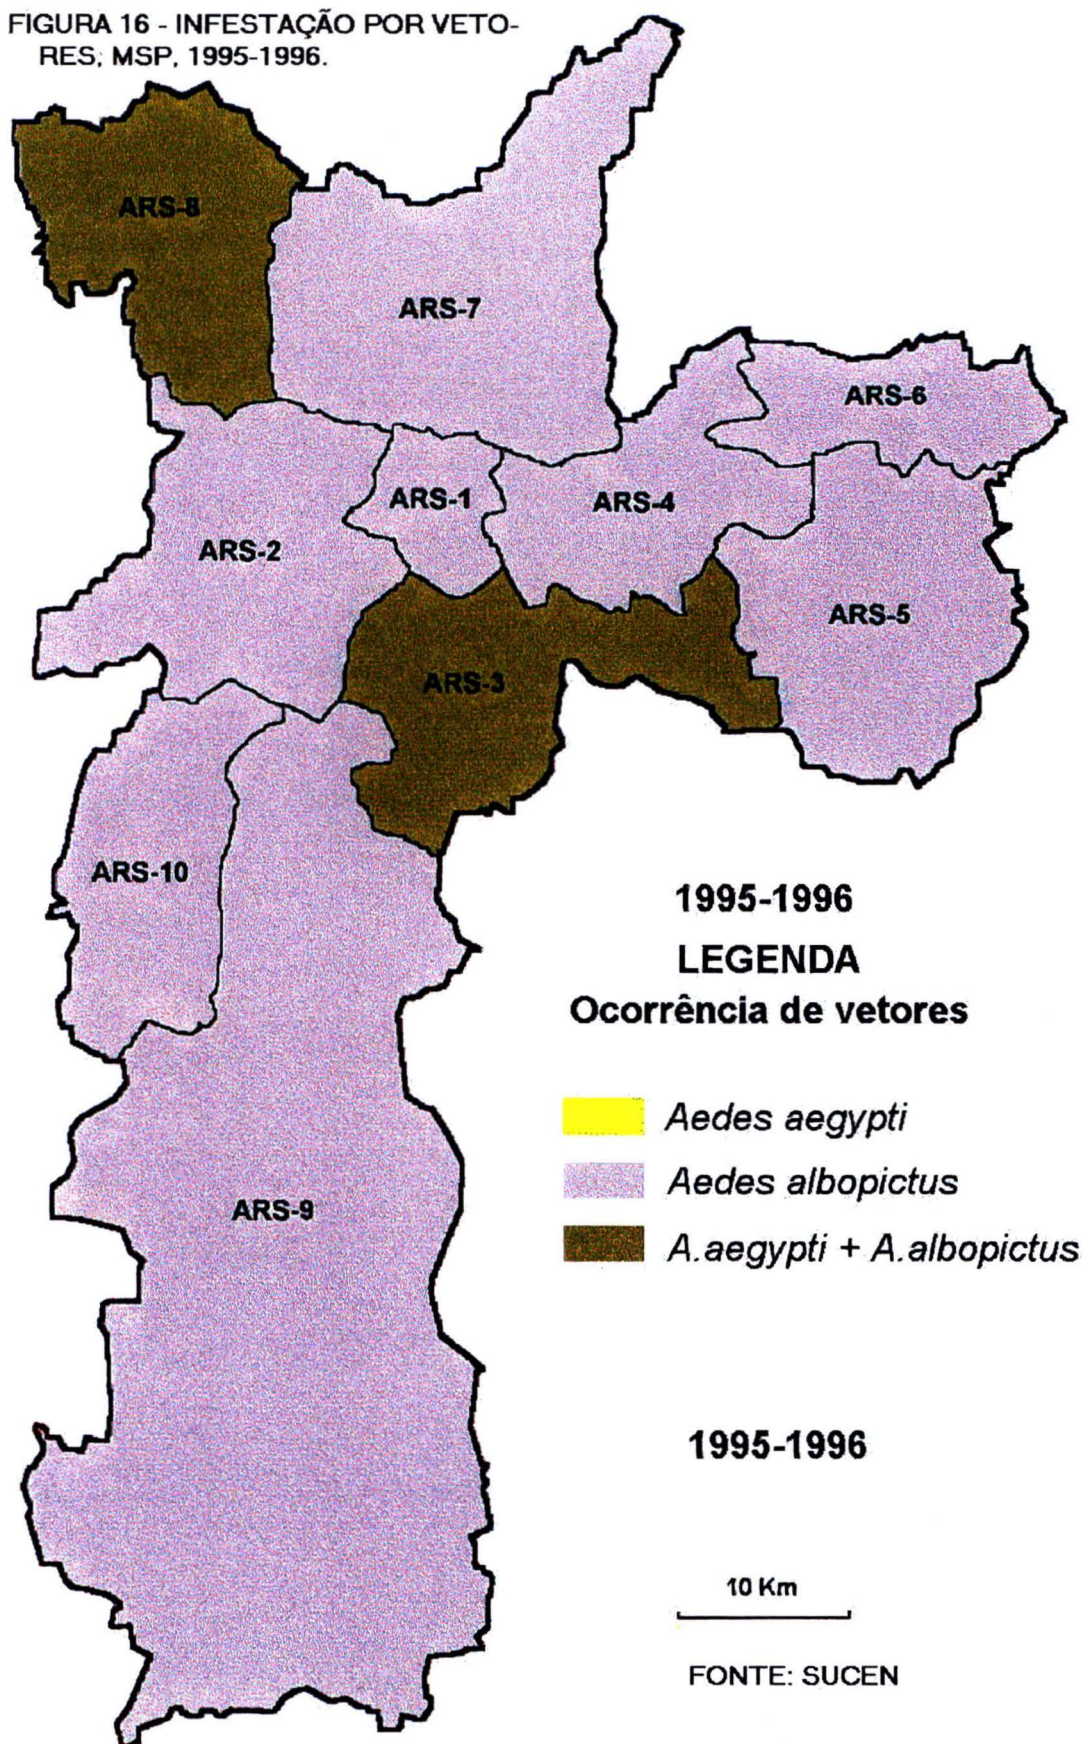 FIGURA 16 - INFESTAÇÃO POR VETO-
RES; MSP, 1995-1996.
ARS-8
ARS-7
ARS-6
ARS-1
ARS-4
ARS-2
ARS-5
ARS-3
ARS-10
ARS-9
1995-1996
LEGENDA
Ocorrência de vetores
Aedes aegypti
Aedes albopictus
A.aegypti + A.albopictus
1995-1996
10 Km
FONTE: SUCEN